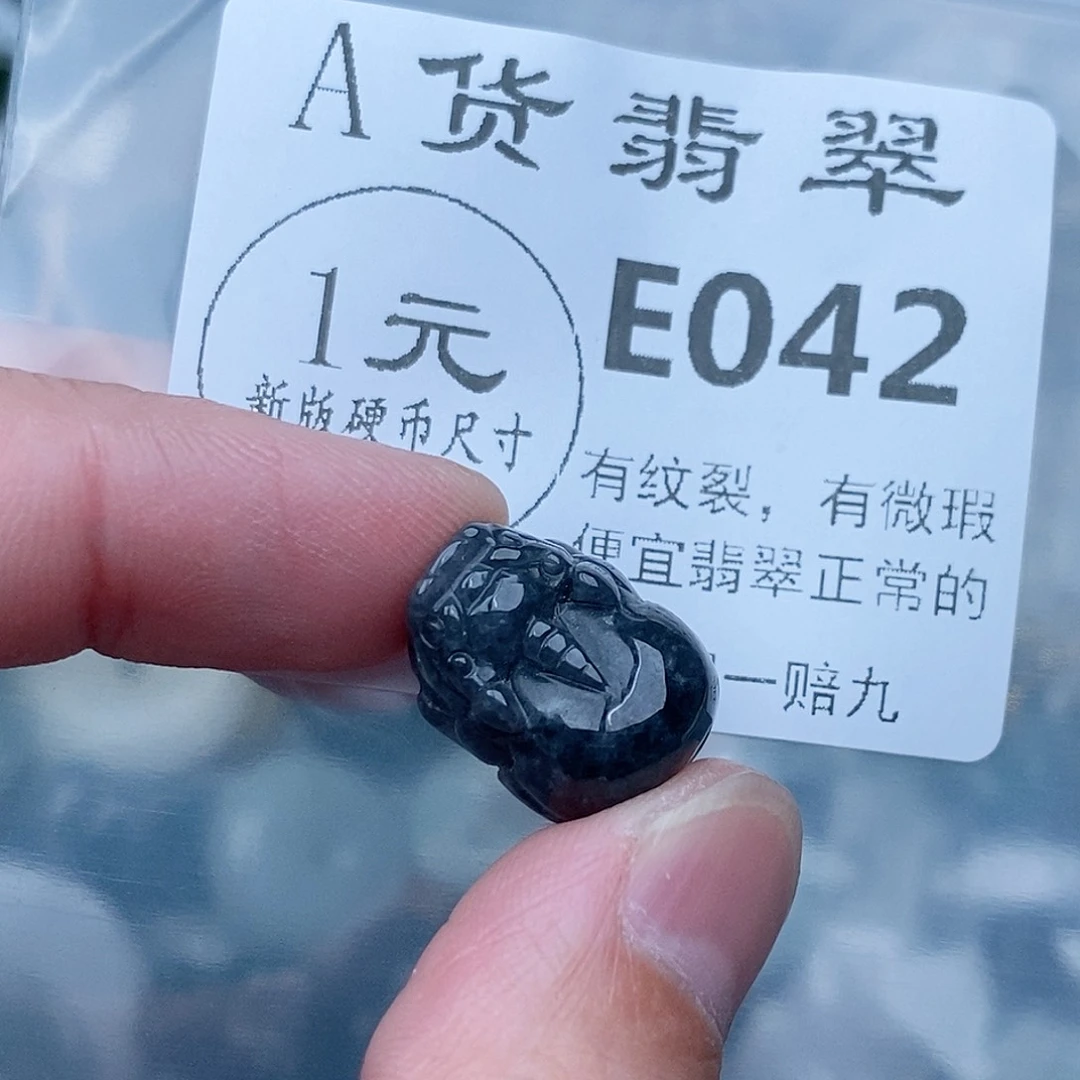 A货翡翠
1元
新版硬币尺寸
E042
有纹裂，有微瑕
便宜翡翠正常的
一赔九